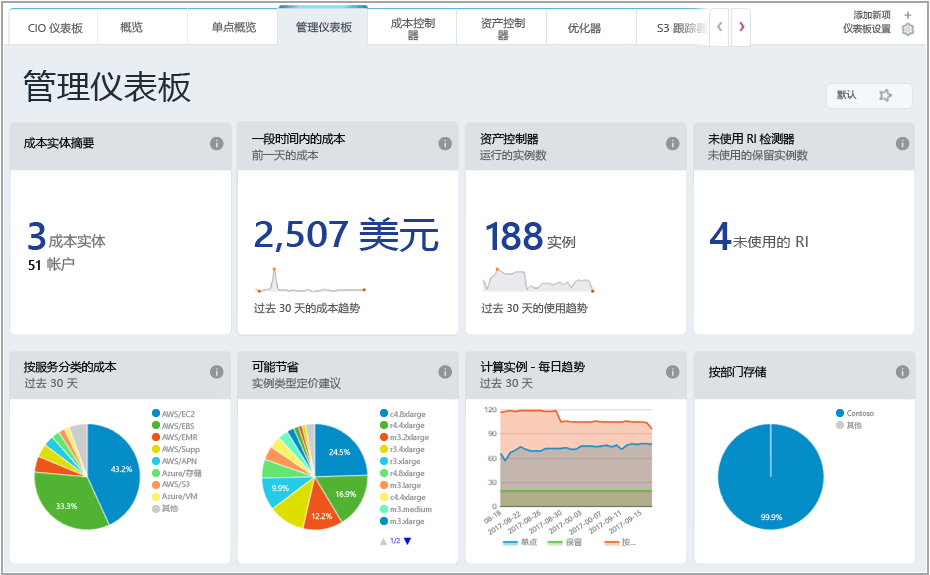 CIO 仪表板
概览
单点概览
管理仪表板
成本控制
器
资产控制
器
优化器
S3 跟踪器
添加新项
仪表板设置
管理仪表板
默认
成本实体摘要
3 成本实体
51 帐户
一段时间内的成本
前一天的成本
2,507 美元
过去 30 天的成本趋势
资产控制器
运行的实例数
188 实例
过去 30 天的使用趋势
未使用 RI 检测器
未使用的保留实例数
4 未使用的 RI
按服务分类的成本
过去 30 天
43.2%
33.3%
AWS/EC2
AWS/EBS
AWS/EMR
AWS/Supp
AWS/APN
Azure/存储
AWS/S3
Azure/VM
其他
可能节省
实例类型定价建议
24.5%
16.9%
12.2%
9.9%
c4.8xlarge
r4.4xlarge
m3.2xlarge
r3.4xlarge
r3.xlarge
r4.8xlarge
m3.large
c4.4xlarge
m3.medium
m3.xlarge
1/2
计算实例 - 每日趋势
过去 30 天
120
90
60
30
0
08-18
2017-08-22
2017-08-26
2017-08-30
2017-00-03
2017-00-07
2017-09-11
2017-09-15
单点
保留
按...
按部门存储
99.9%
Contoso
其他